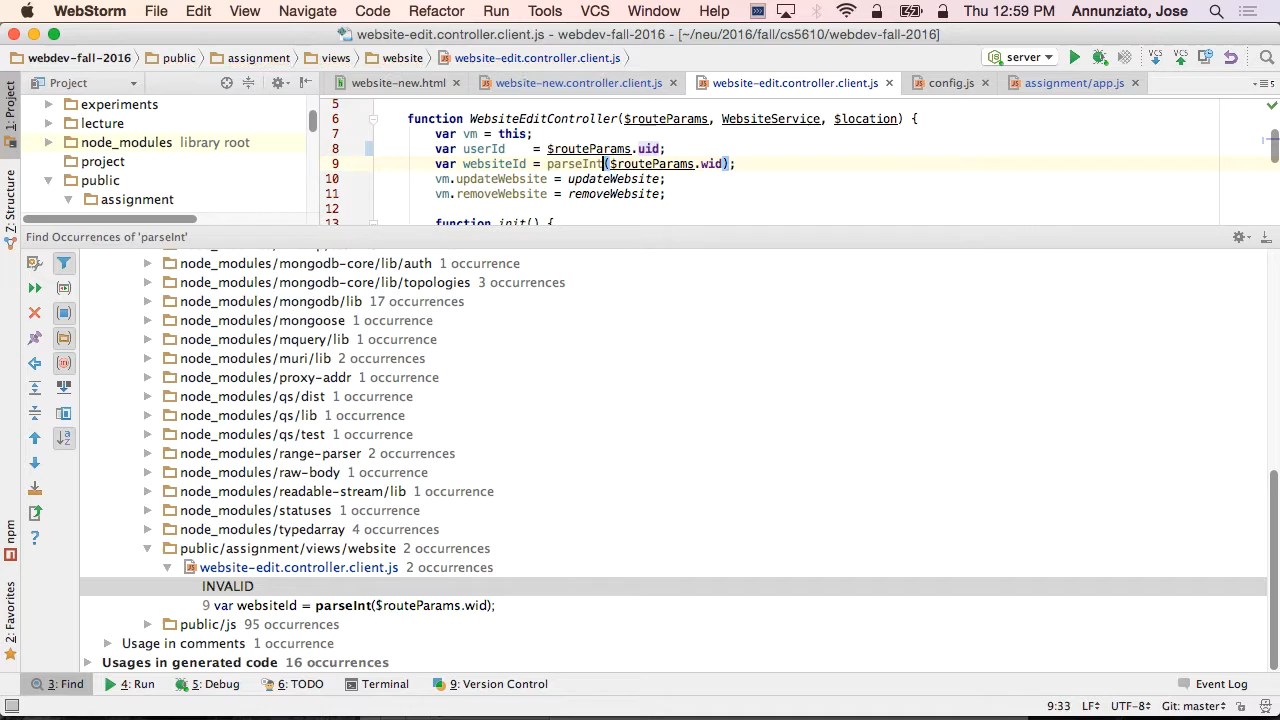 WebStorm File Edit View Navigate Code Refactor Run Tools VCS Window Help Thu 12:59 PM Annunziato, Jose
website-edit.controller.client.js - webdev-fall-2016 - [~/neu/2016/fall/cs5610/webdev-fall-2016]
webdev-fall-2016 public assignment views website website-edit.controller.client.js server VCS VCS
Project website-new.html website-new.controller.client.js website-edit.controller.client.js config.js assignment/app.js
1: Project
Z: Structure
npm
2: Favorites
experiments
lecture
node_modules library root
project
public
assignment
5
6 function WebsiteEditController($routeParams, WebsiteService, $location) {
7 var vm = this;
8 var userId = $routeParams.uid;
9 var websiteId = parseInt($routeParams.wid);
10 vm.updateWebsite = updateWebsite;
11 vm.removeWebsite = removeWebsite;
12
13 function init() {
Find Occurrences of 'parseInt'
node_modules/mongodb-core/lib/auth 1 occurrence
node_modules/mongodb-core/lib/topologies 3 occurrences
node_modules/mongodb/lib 17 occurrences
node_modules/mongoose 1 occurrence
node_modules/mquery/lib 1 occurrence
node_modules/muri/lib 2 occurrences
node_modules/proxy-addr 1 occurrence
node_modules/qs/dist 1 occurrence
node_modules/qs/lib 1 occurrence
node_modules/qs/test 1 occurrence
node_modules/range-parser 2 occurrences
node_modules/raw-body 1 occurrence
node_modules/readable-stream/lib 1 occurrence
node_modules/statuses 1 occurrence
node_modules/typedarray 4 occurrences
public/assignment/views/website 2 occurrences
website-edit.controller.client.js 2 occurrences
INVALID
9 var websiteId = parseInt($routeParams.wid);
public/js 95 occurrences
Usage in comments 1 occurrence
Usages in generated code 16 occurrences
3: Find 4: Run 5: Debug 6: TODO Terminal 9: Version Control Event Log
9:33 LF UTF-8 Git: master